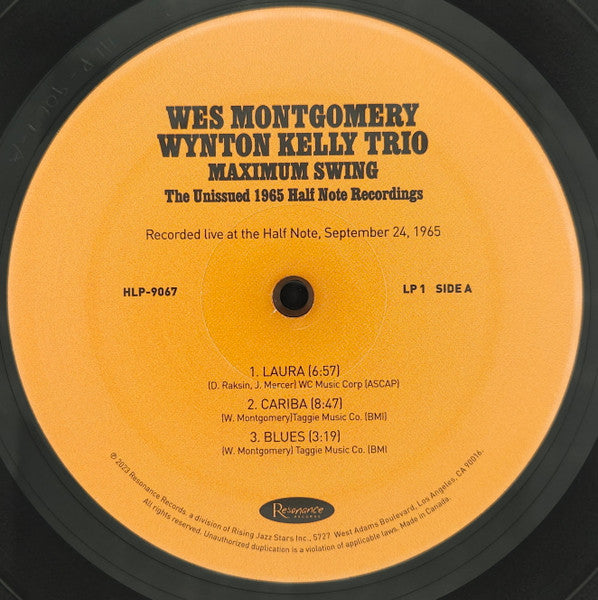 WES MONTGOMERY
WYNTON KELLY TRIO
MAXIMUM SWING
The Unissued 1965 Half Note Recordings
Recorded live at the Half Note, September 24, 1965
HLP-9067
LP 1 SIDE A
1. LAURA (6:57)
(D. Raksin, J. Mercer) WC Music Corp (ASCAP)
2. CARIBA (8:47)
(W. Montgomery)Taggie Music Co. (BMI)
3. BLUES (3:19)
(W. Montgomery) Taggie Music Co. (BMI
Resonance
RECORDS
℗ 2023 Resonance Records, a division of Rising Jazz Stars Inc., 5727 West Adams Boulevard, Los Angeles, CA 90016.
All rights reserved. Unauthorized duplication is a violation of applicable laws. Made in Canada.